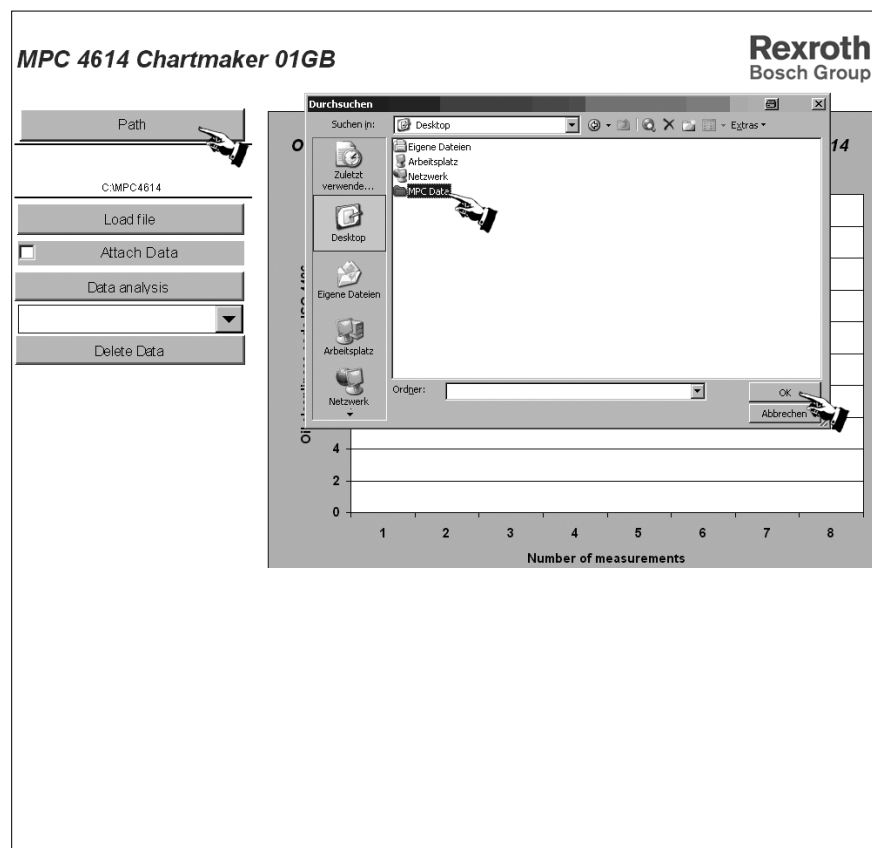 MPC 4614 Chartmaker 01GB
Rexroth
Bosch Group
Path
C:\MPC4614
Load file
Attach Data
Data analysis
Delete Data
Durchsuchen
Suchen in:
Desktop
Extras
Zuletzt
verwende...
Desktop
Eigene Dateien
Arbeitsplatz
Netzwerk
Eigene Dateien
Arbeitsplatz
Netzwerk
MPC Data
Ordner:
OK
Abbrechen
O
14
4
2
0
1 2 3 4 5 6 7 8
Number of measurements